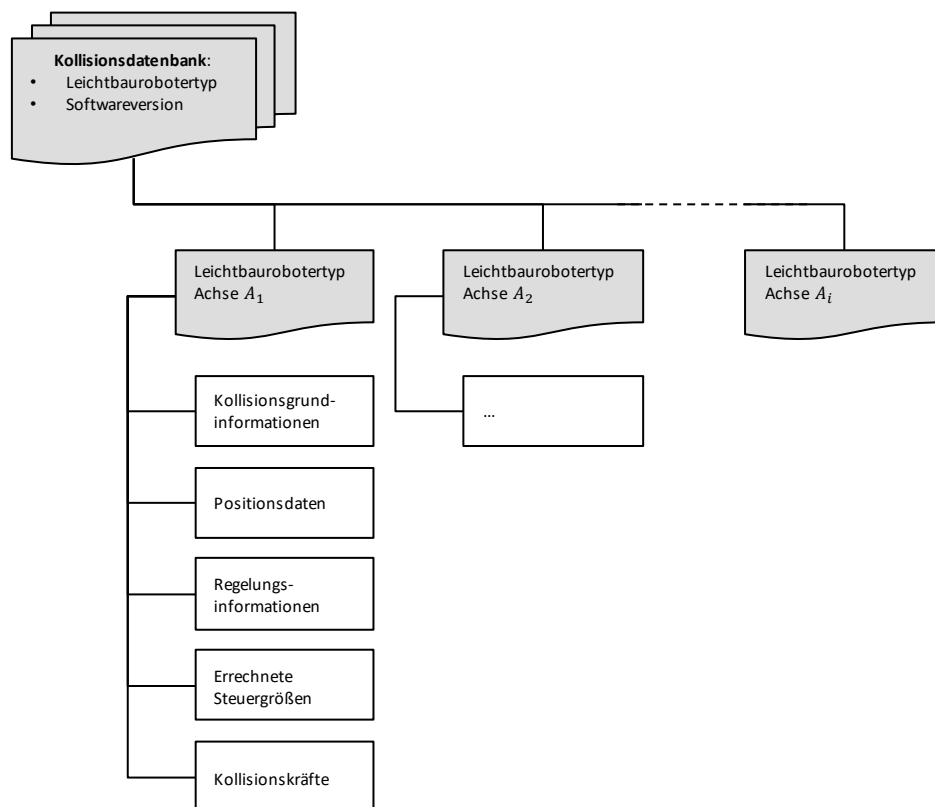 Kollisionsdatenbank:
• Leichtbaurobotertyp
• Softwareversion
Leichtbaurobotertyp
Achse A₁
Leichtbaurobotertyp
Achse A₂
Leichtbaurobotertyp
Achse Aᵢ
Kollisionsgrund-
informationen
...
Positionsdaten
Regelungs-
informationen
Errechnete
Steuergrößen
Kollisionskräfte